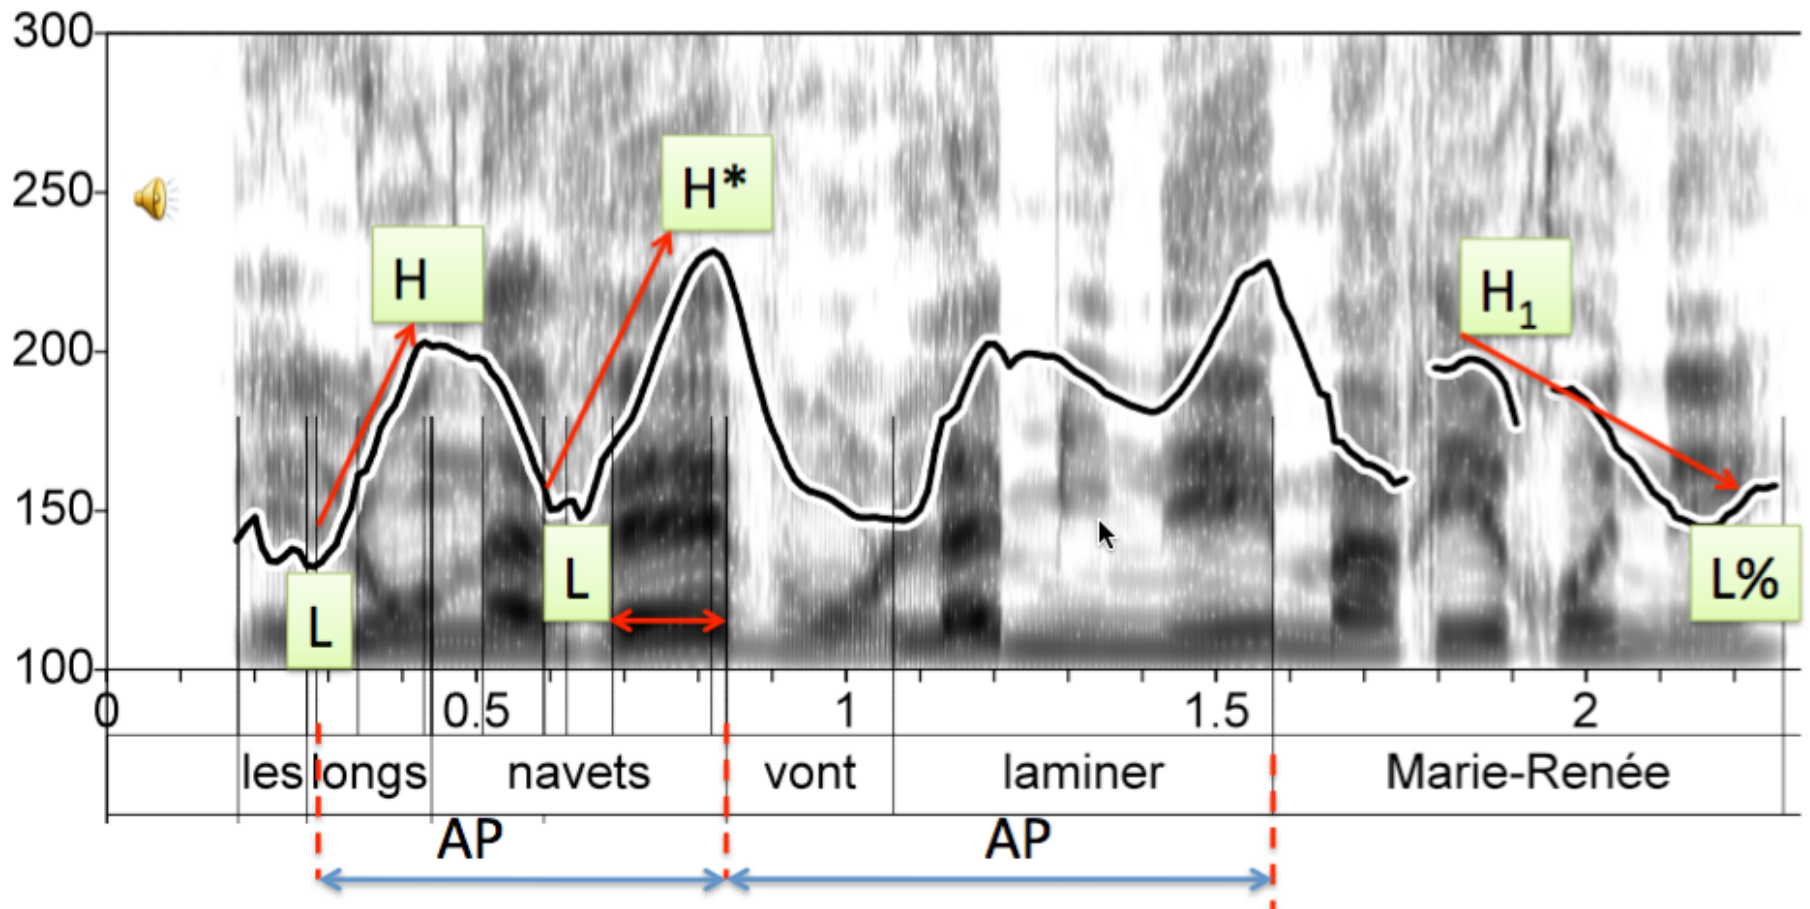 300
H*
250
H
H₁
200
150
L
L%
L
100
0 0.5 1 1.5 2
les longs navets vont laminer Marie-Renée
AP AP